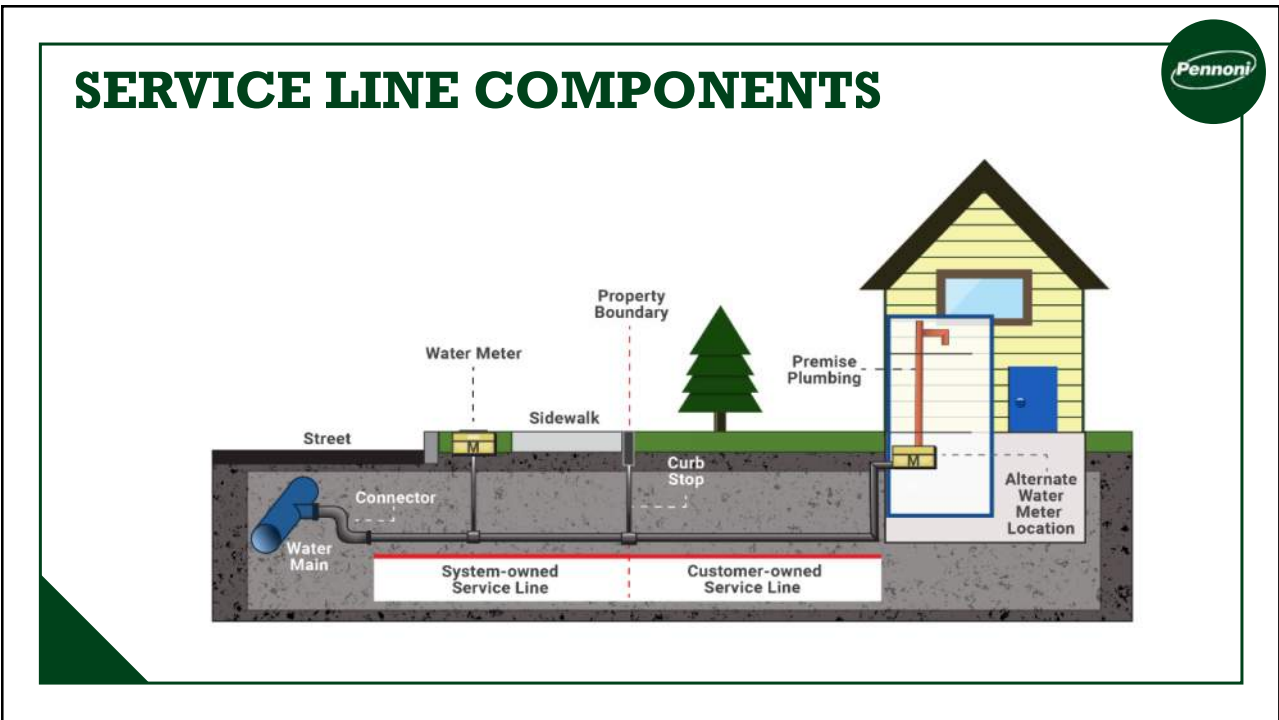 SERVICE LINE COMPONENTS
Pennoni
Property
Boundary
Water Meter
Premise
Plumbing
Sidewalk
Street
M
Curb
Stop
M
Connector
Alternate
Water
Meter
Location
Water
Main
System-owned
Service Line
Customer-owned
Service Line